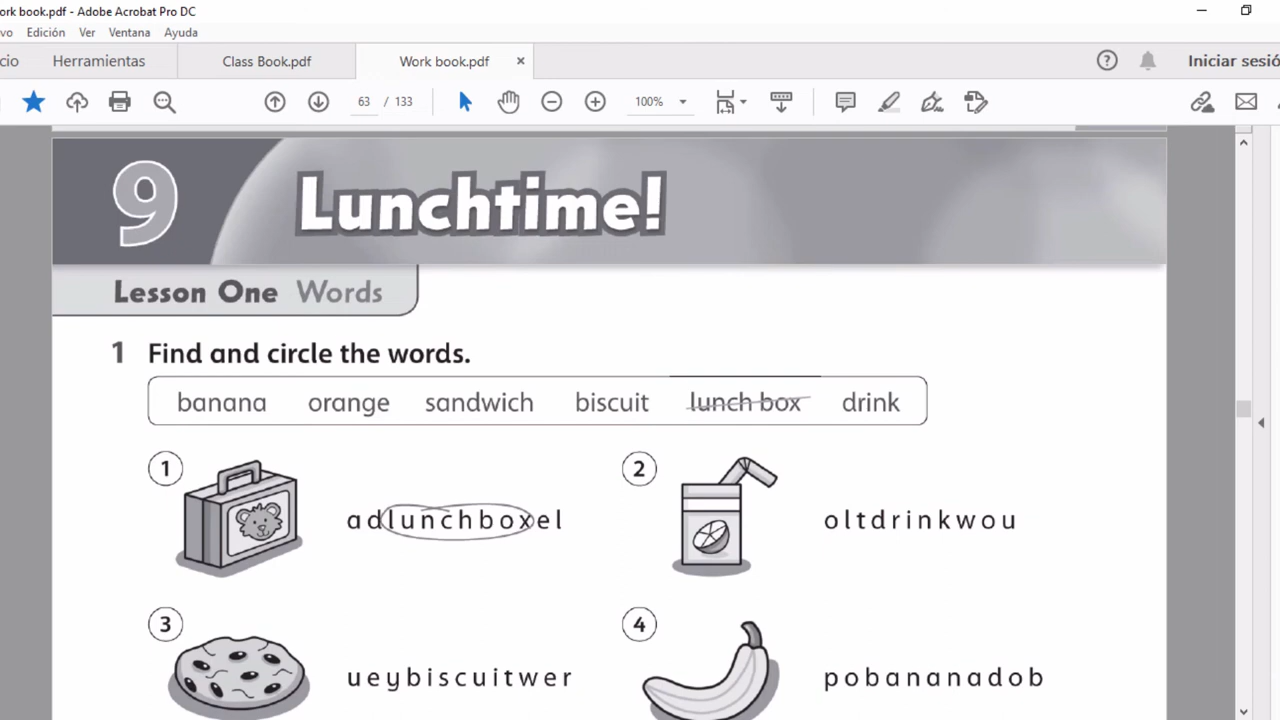 ork book.pdf - Adobe Acrobat Pro DC
vo Edición Ver Ventana Ayuda
cio Herramientas Class Book.pdf Work book.pdf × Iniciar sesió
63 / 133 100%
9 Lunchtime!
Lesson One Words
1 Find and circle the words.
banana orange sandwich biscuit lunch box drink
1 adlunchboxel 2 oltdrinkwou
3 ueybiscuitwer 4 pobananadob